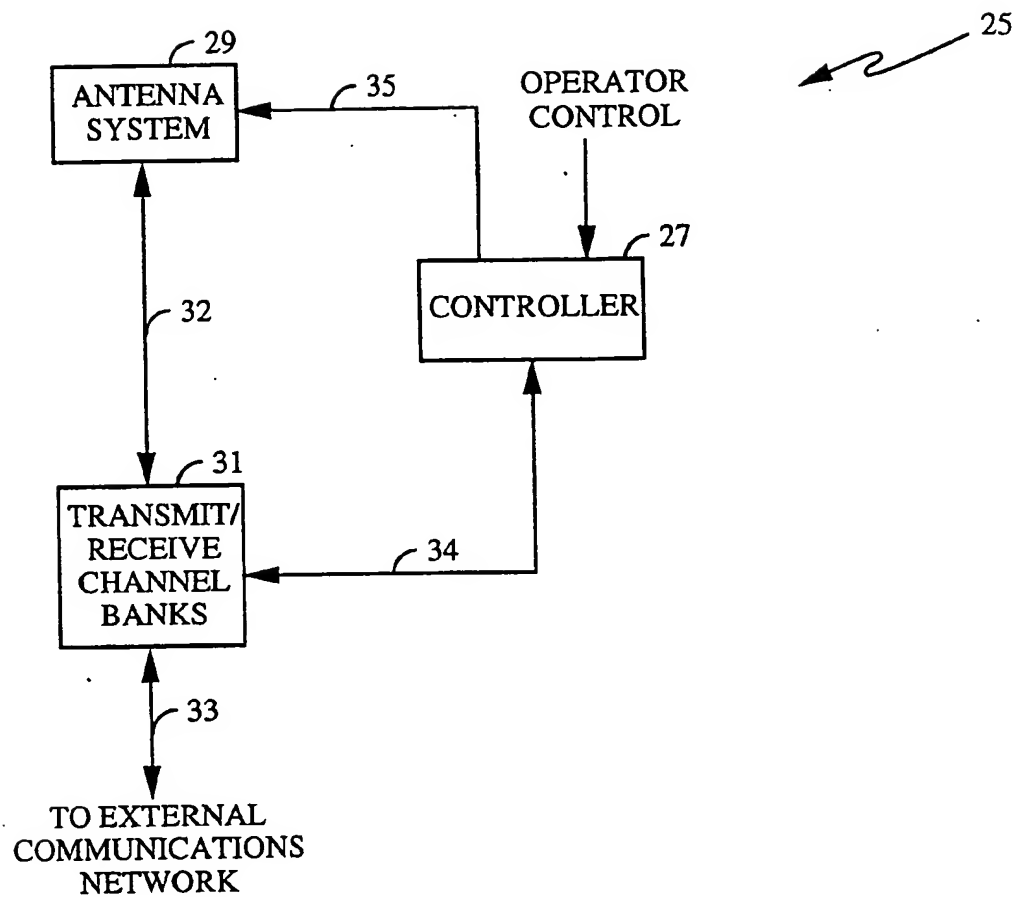 29
25
ANTENNA
SYSTEM
35
OPERATOR
CONTROL
27
CONTROLLER
32
31
TRANSMIT/
RECEIVE
CHANNEL
BANKS
34
33
TO EXTERNAL
COMMUNICATIONS
NETWORK